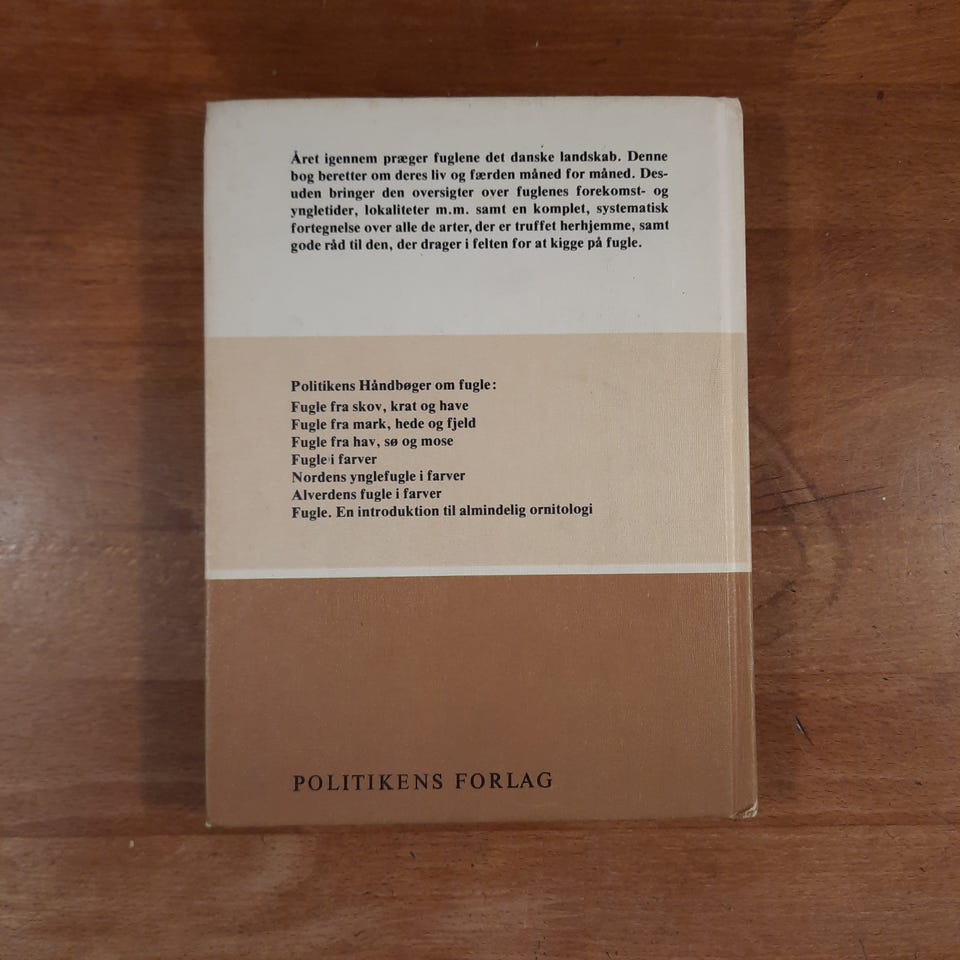 Året igennem præger fuglene det danske landskab. Denne
bog beretter om deres liv og færden måned for måned. Des-
uden bringer den oversigter over fuglenes forekomst- og
yngletider, lokaliteter m.m. samt en komplet, systematisk
fortegnelse over alle de arter, der er truffet herhjemme, samt
gode råd til den, der drager i felten for at kigge på fugle.
Politikens Håndbøger om fugle:
Fugle fra skov, krat og have
Fugle fra mark, hede og fjeld
Fugle fra hav, sø og mose
Fugle i farver
Nordens ynglefugle i farver
Alverdens fugle i farver
Fugle. En introduktion til almindelig ornitologi
POLITIKENS FORLAG